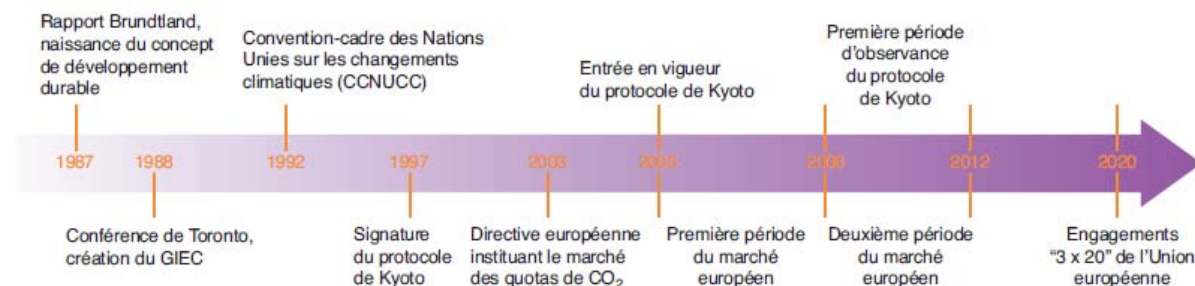 Rapport Brundtland,
naissance du concept
de développement
durable
Convention-cadre des Nations
Unies sur les changements
climatiques (CCNUCC)
Entrée en vigueur
du protocole de Kyoto
Première période
d'observance
du protocole
de Kyoto
1987
1988
1992
1997
2003
2005
2008
2012
2020
Conférence de Toronto,
création du GIEC
Signature
du protocole
de Kyoto
Directive européenne
instituant le marché
des quotas de CO₂
Première période
du marché
européen
Deuxième période
du marché
européen
Engagements
"3 x 20" de l'Union
européenne